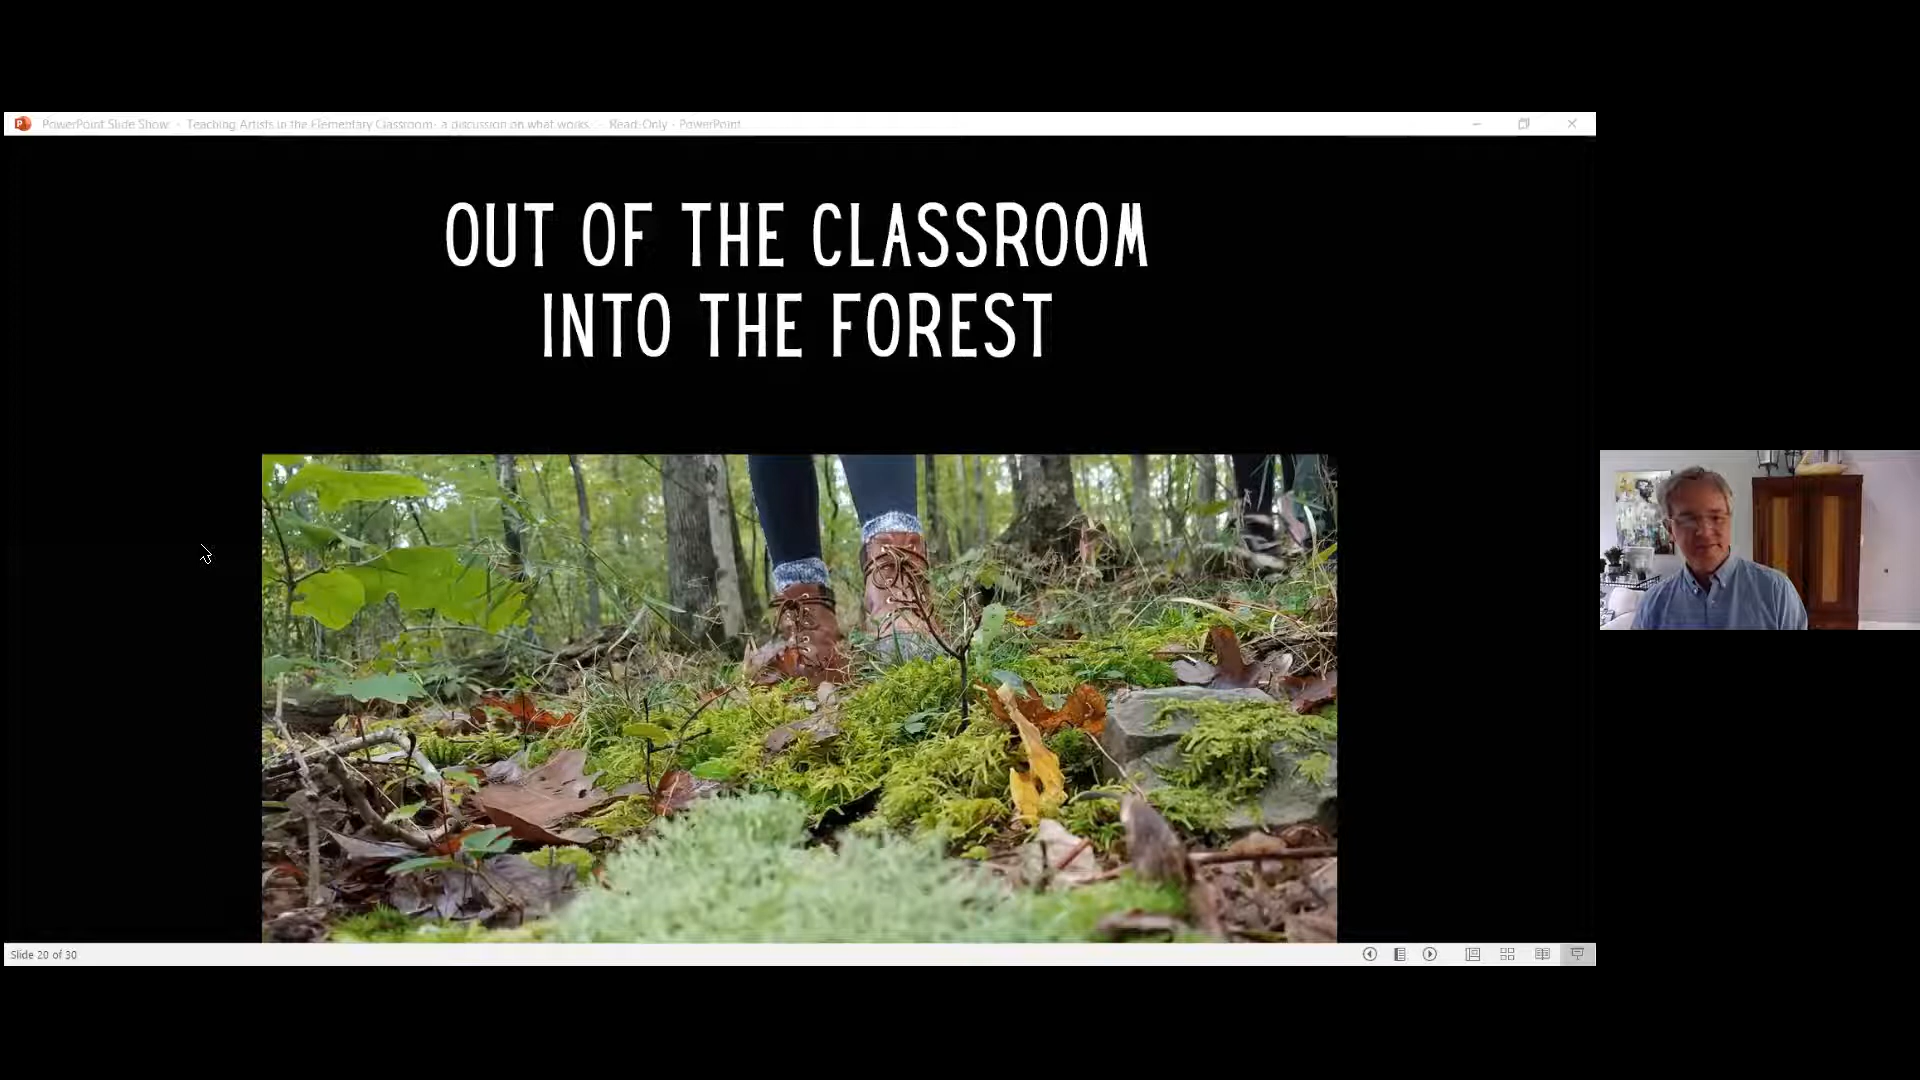 PowerPoint Slide Show - Teaching Artists in the Elementary Classroom- a discussion on what works. - Read-Only - PowerPoint
OUT OF THE CLASSROOM
INTO THE FOREST
Slide 20 of 30